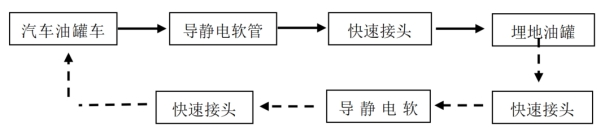 汽车油罐车
导静电软管
快速接头
埋地油罐
快速接头
导 静 电 软
快速接头